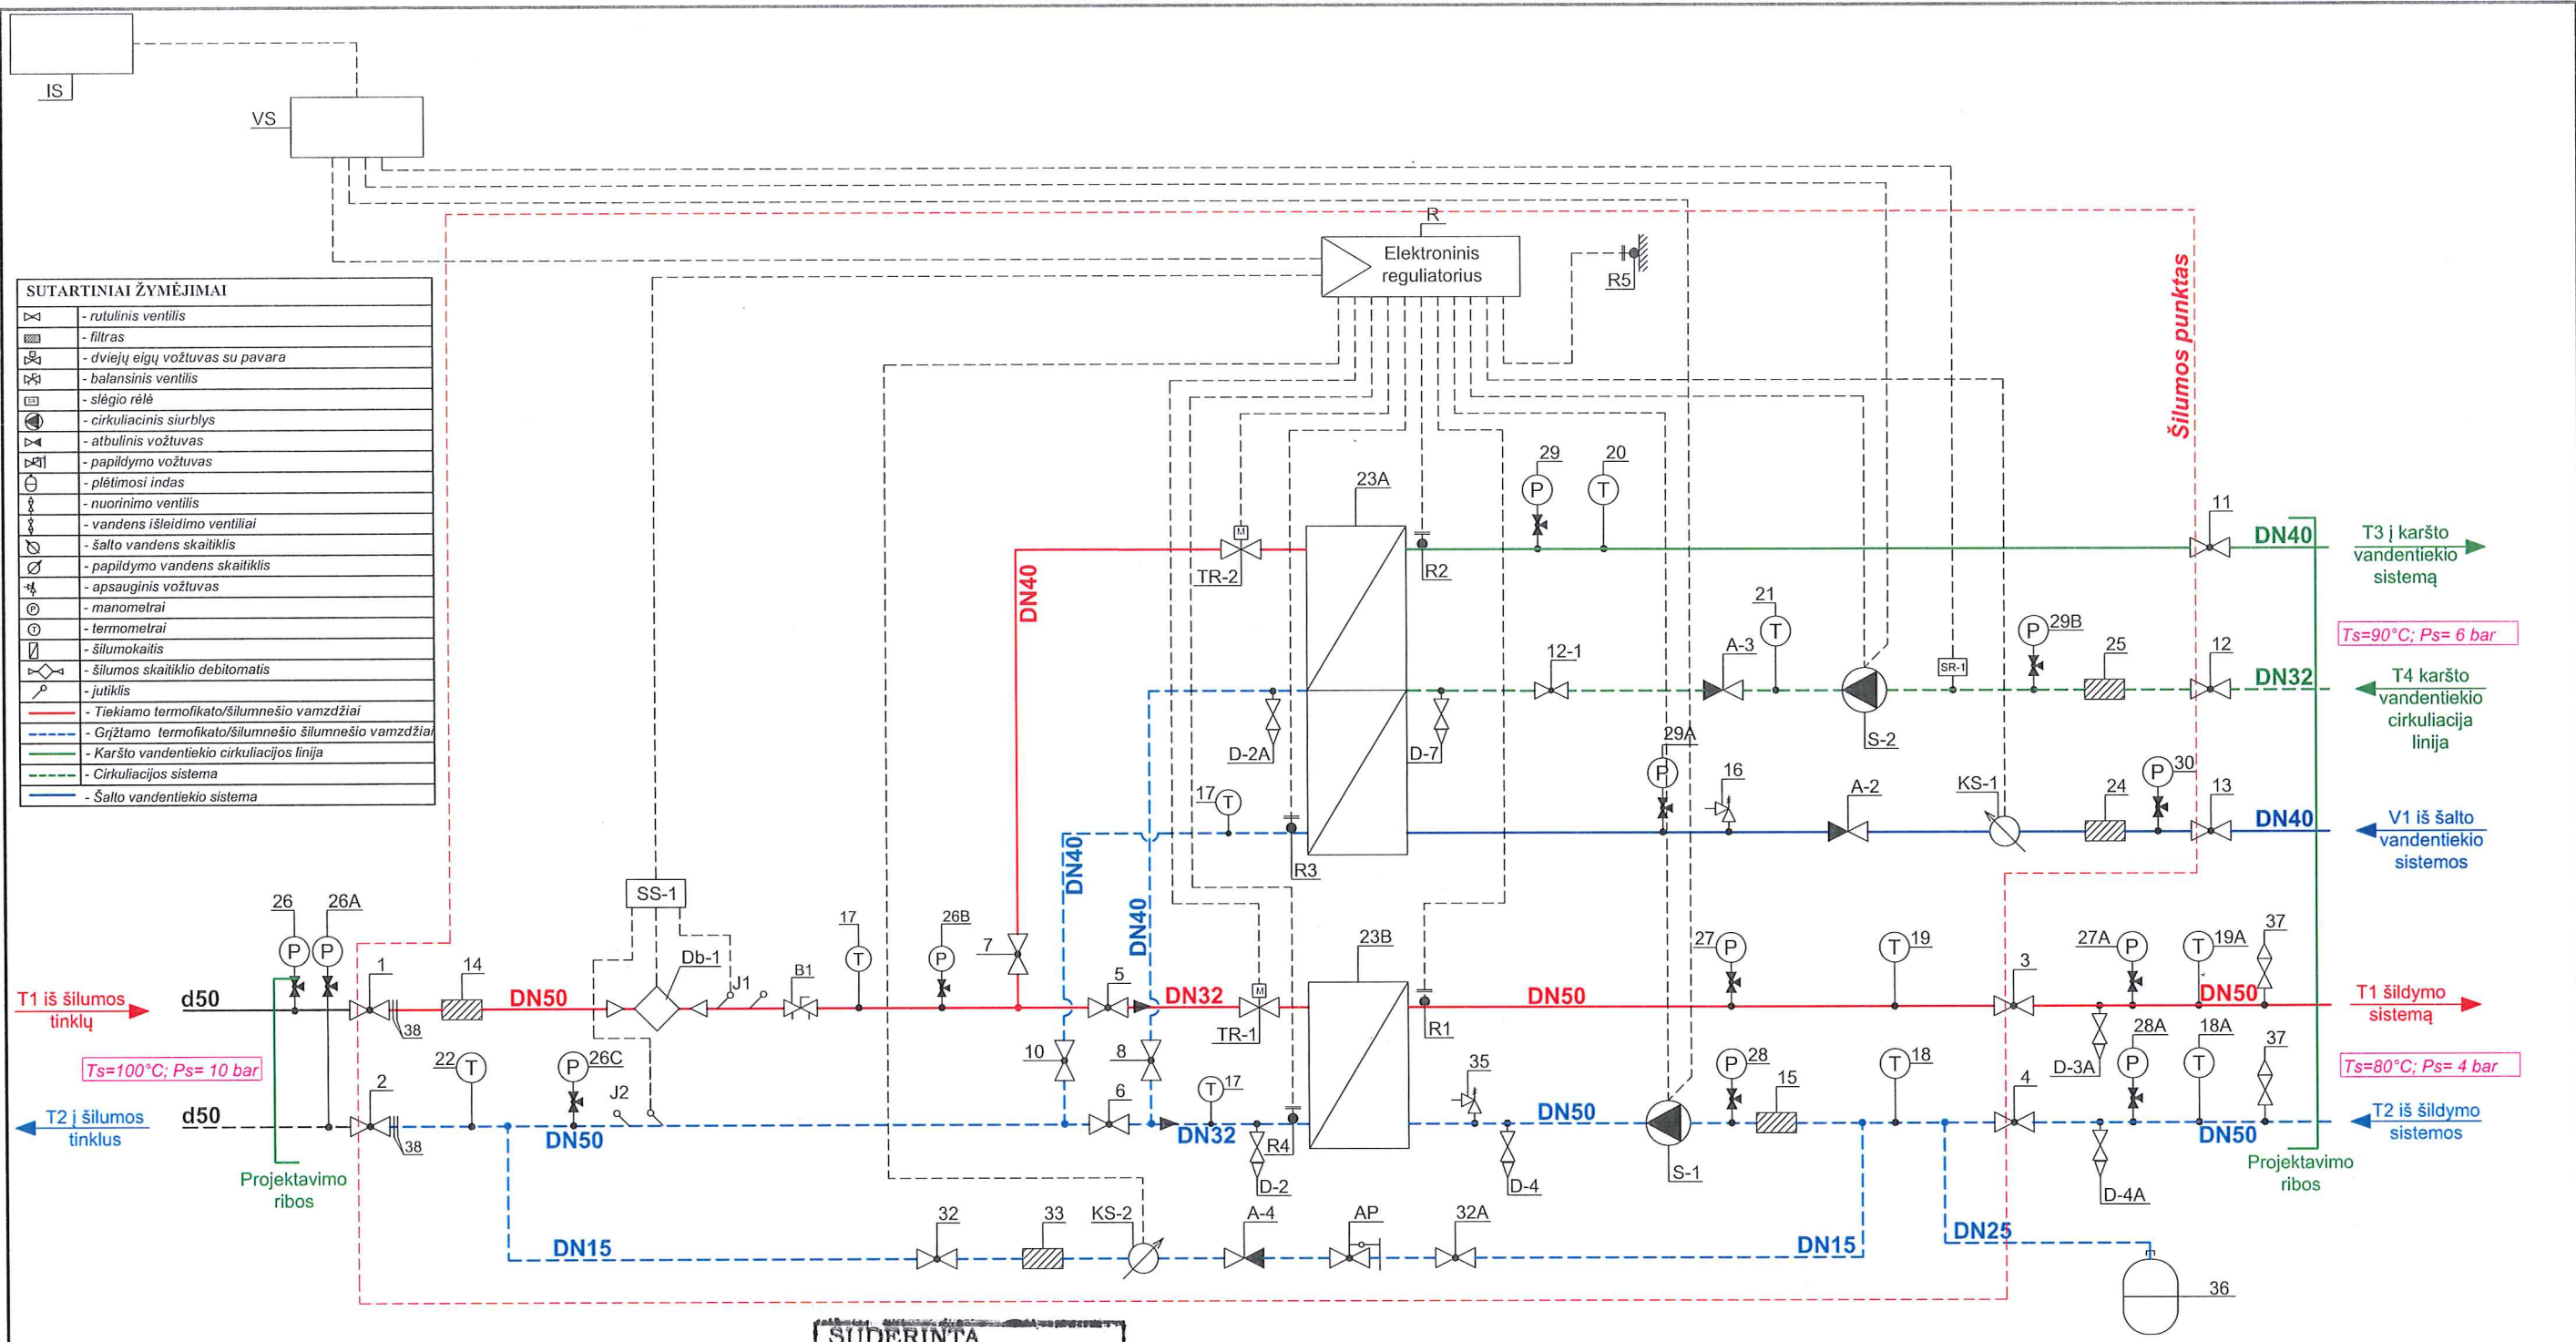 IS
VS
R
Elektroninis
reguliatorius
R5
Šilumos punktas
SUTARTINIAI ŽYMĖJIMAI
- rutulinis ventilis
- filtras
- dviejų eigų vožtuvas su pavara
- balansinis ventilis
- slėgio rėlė
- cirkuliacinis siurblys
- atbulinis vožtuvas
- papildymo vožtuvas
- plėtimosi indas
- nuorinimo ventilis
- vandens išleidimo ventiliai
- šalto vandens skaitiklis
- papildymo vandens skaitiklis
- apsauginis vožtuvas
P - manometrai
T - termometrai
- šilumokaitis
- šilumos skaitiklio debitomatis
- jutiklis
- Tiekiamo termofikato/šilumnešio vamzdžiai
- Grįžtamo termofikato/šilumnešio šilumnešio vamzdžiai
- Karšto vandentiekio cirkuliacijos linija
- Cirkuliacijos sistema
- Šalto vandentiekio sistema
29
20
P
T
23A
11
M
TR-2
R2
DN40
DN40
T3 į karšto
vandentiekio
sistemą
Ts=90°C; Ps= 6 bar
21
T
12-1
A-3
SR-1
P
29B
25
12
DN32
T4 karšto
vandentiekio
cirkuliacija
linija
S-2
D-2A
D-7
29A
P
16
A-2
KS-1
24
P
30
13
DN40
V1 iš šalto
vandentiekio
sistemos
17
T
R3
DN40
DN40
SS-1
26
26A
P
P
1
14
DN50
Db-1
J1
B1
17
T
26B
P
7
5
DN32
M
TR-1
23B
R1
DN50
27
P
T
19
3
27A
P
T
19A
37
DN50
T1 šildymo
sistemą
T1 iš šilumos
tinklų
d50
38
Ts=100°C; Ps= 10 bar
22
T
P
26C
J2
10
8
6
T
17
35
P
28
15
T
18
4
D-3A
28A
P
18A
T
37
Ts=80°C; Ps= 4 bar
T2 į šilumos
tinklus
d50
2
38
DN50
DN32
R4
D-2
D-4
DN50
S-1
D-4A
DN50
T2 iš šildymo
sistemos
Projektavimo
ribos
Projektavimo
ribos
DN15
32
33
KS-2
A-4
AP
32A
DN15
DN25
36
SUDERINTA